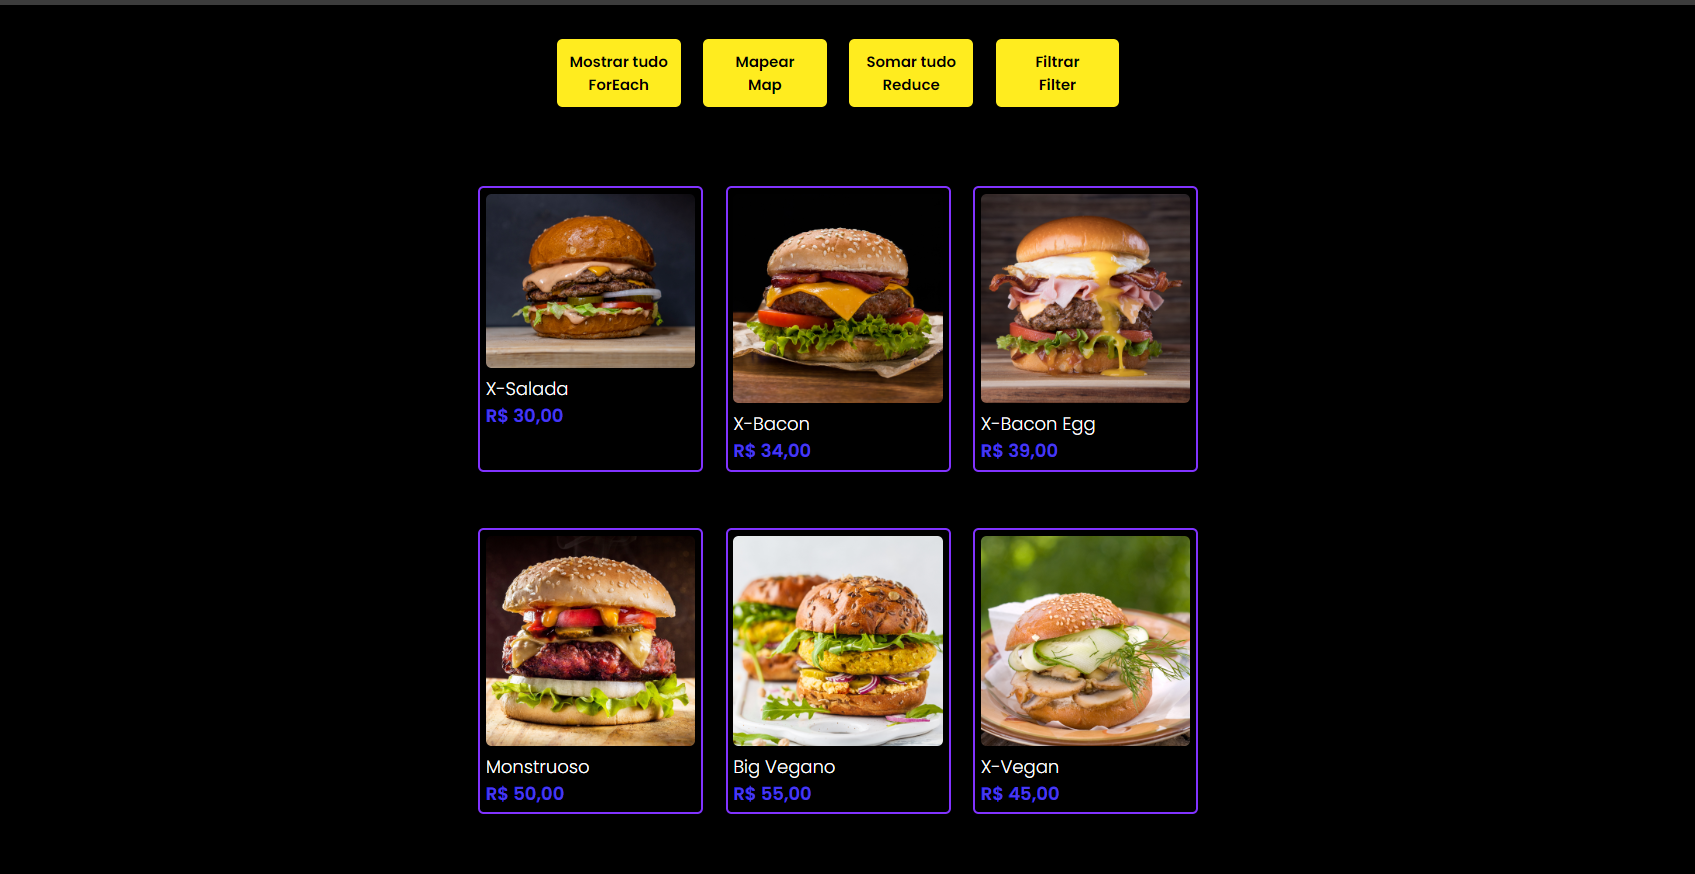 Mostrar tudo
ForEach
Mapear
Map
Somar tudo
Reduce
Filtrar
Filter
X-Salada
R$ 30,00
X-Bacon
R$ 34,00
X-Bacon Egg
R$ 39,00
Monstruoso
R$ 50,00
Big Vegano
R$ 55,00
X-Vegan
R$ 45,00